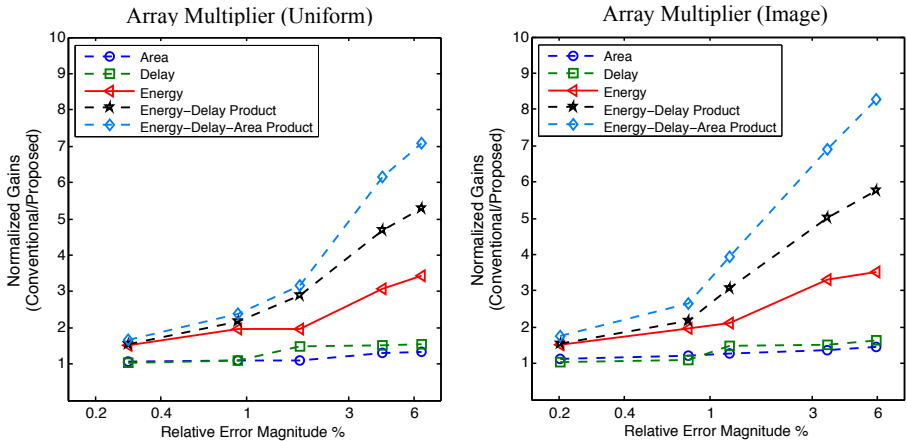 Array Multiplier (Uniform)
10
9
8
7
6
5
4
3
2
1
Normalized Gains
(Conventional/Proposed)
Area
Delay
Energy
Energy-Delay Product
Energy-Delay-Area Product
0.2 0.4 1 3 6
Relative Error Magnitude %
Array Multiplier (Image)
10
9
8
7
6
5
4
3
2
1
Normalized Gains
(Conventional/Proposed)
Area
Delay
Energy
Energy-Delay Product
Energy-Delay-Area Product
0.2 0.4 1 3 6
Relative Error Magnitude %